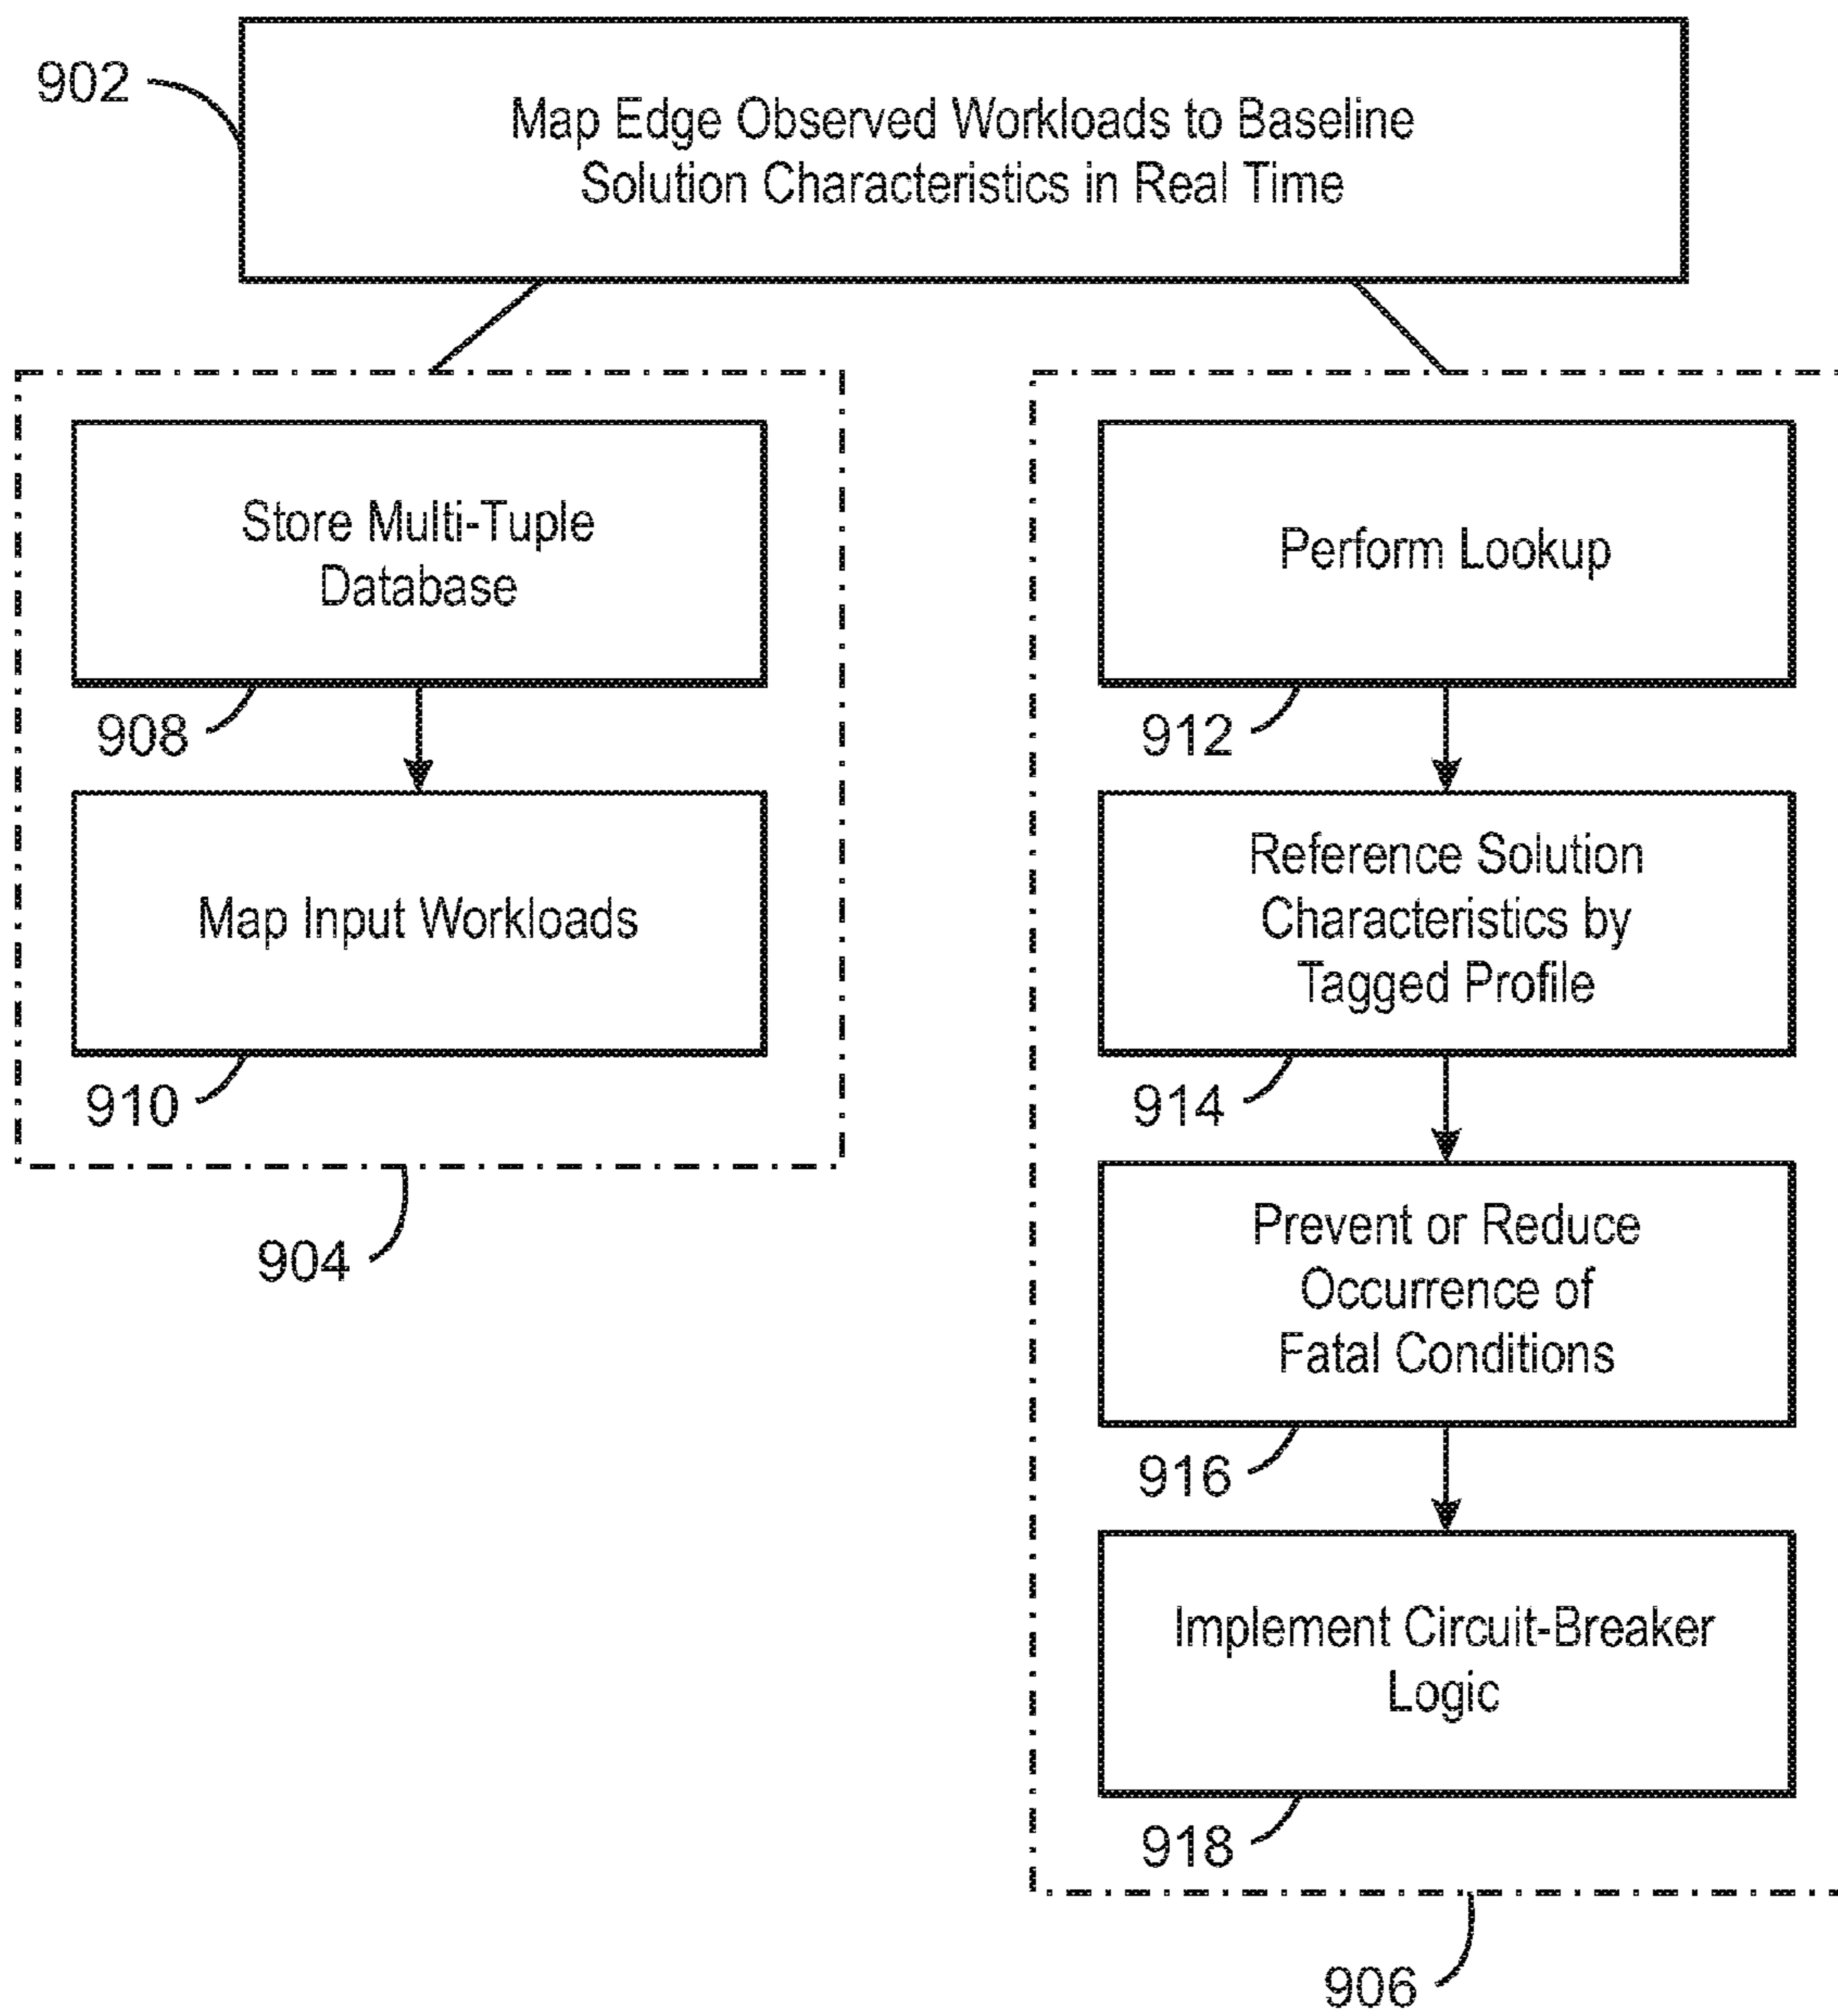 902
Map Edge Observed Workloads to Baseline
Solution Characteristics in Real Time
Store Multi-Tuple
Database
908
Map Input Workloads
910
904
Perform Lookup
912
Reference Solution
Characteristics by
Tagged Profile
914
Prevent or Reduce
Occurrence of
Fatal Conditions
916
Implement Circuit-Breaker
Logic
918
906